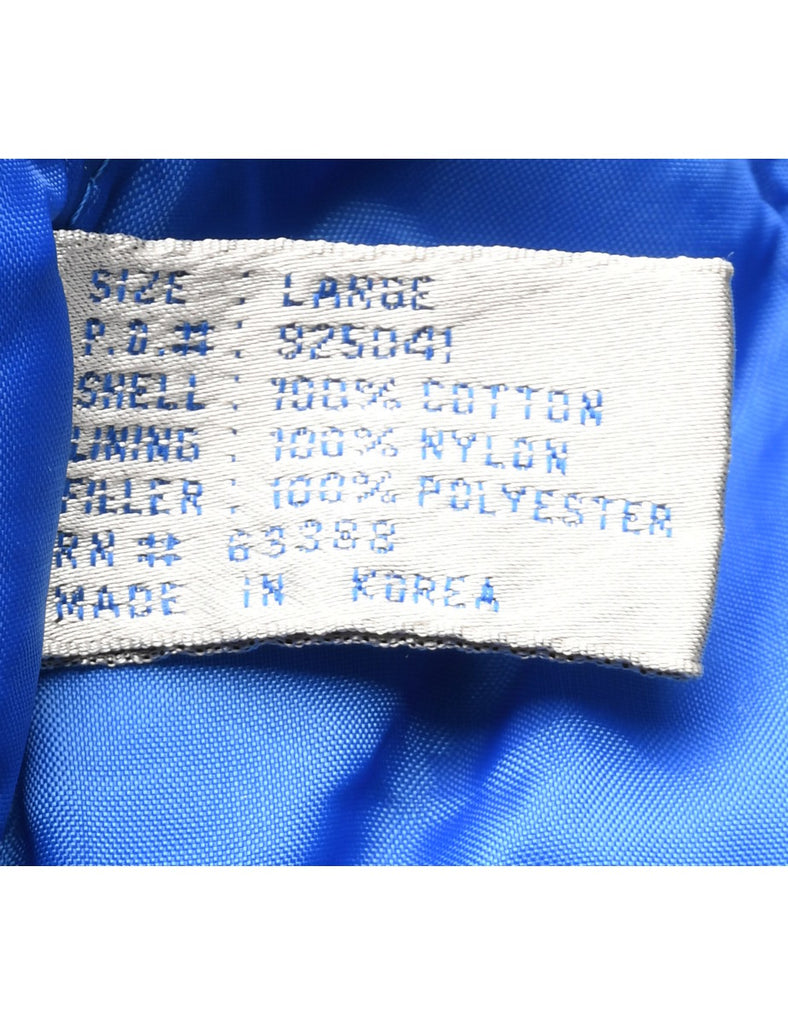 SIZE : LARGE
P.O.# : 925041
SHELL : 100% COTTON
LINING : 100% NYLON
FILLER : 100% POLYESTER
RN # 63388
MADE IN KOREA